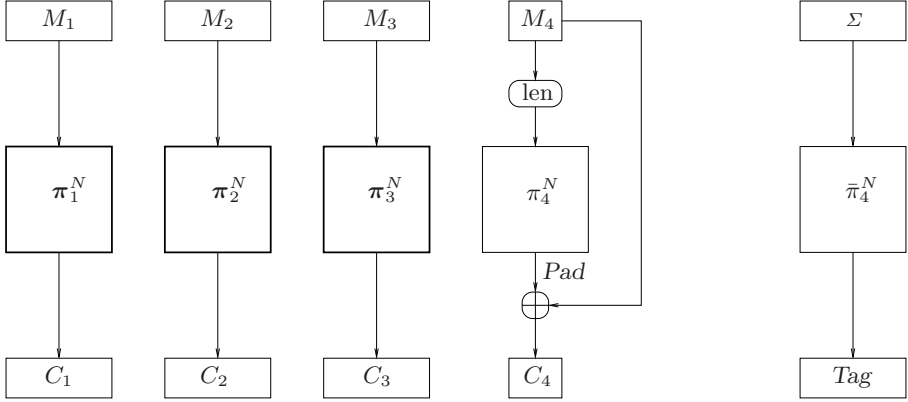 M₁ M₂ M₃ M₄ Σ
len
𝝅₁ᴺ 𝝅₂ᴺ 𝝅₃ᴺ π₄ᴺ π̄₄ᴺ
Pad
C₁ C₂ C₃ C₄ Tag